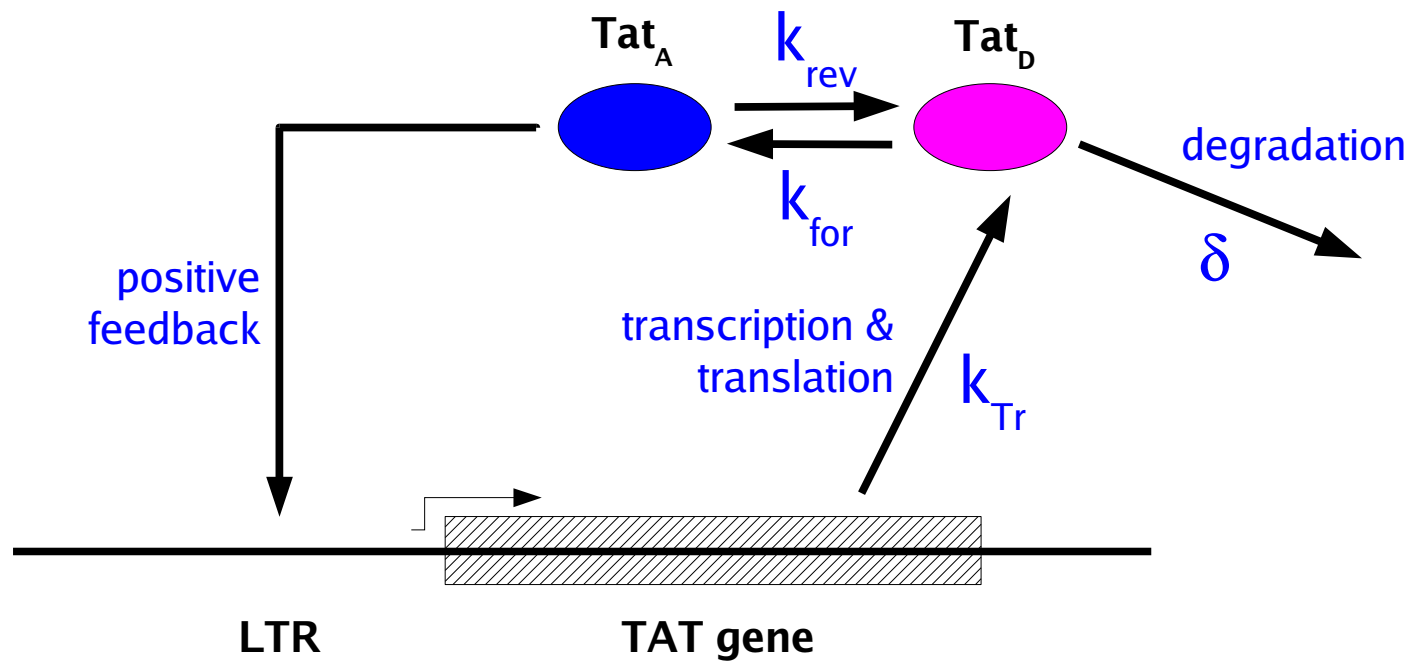 Tat_A
k_rev
Tat_D
k_for
degradation
δ
positive
feedback
transcription &
translation
k_Tr
LTR
TAT gene